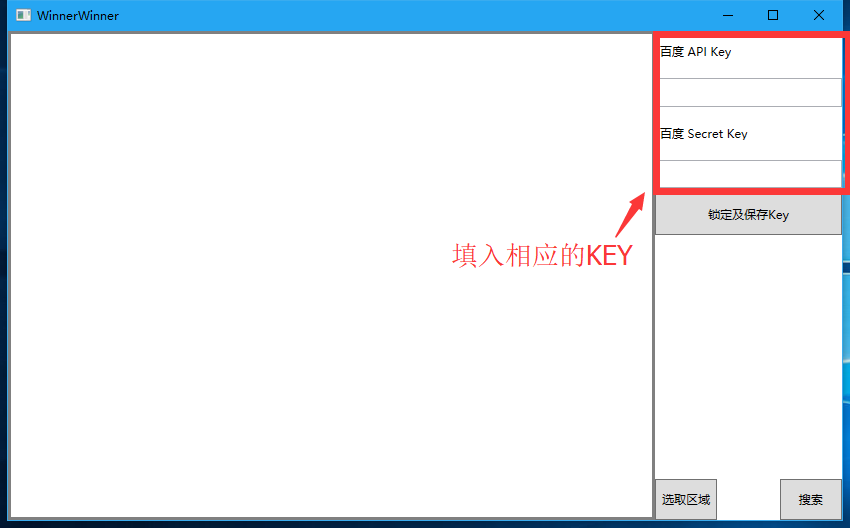 WinnerWinner
百度 API Key
百度 Secret Key
锁定及保存Key
填入相应的KEY
选取区域
搜索